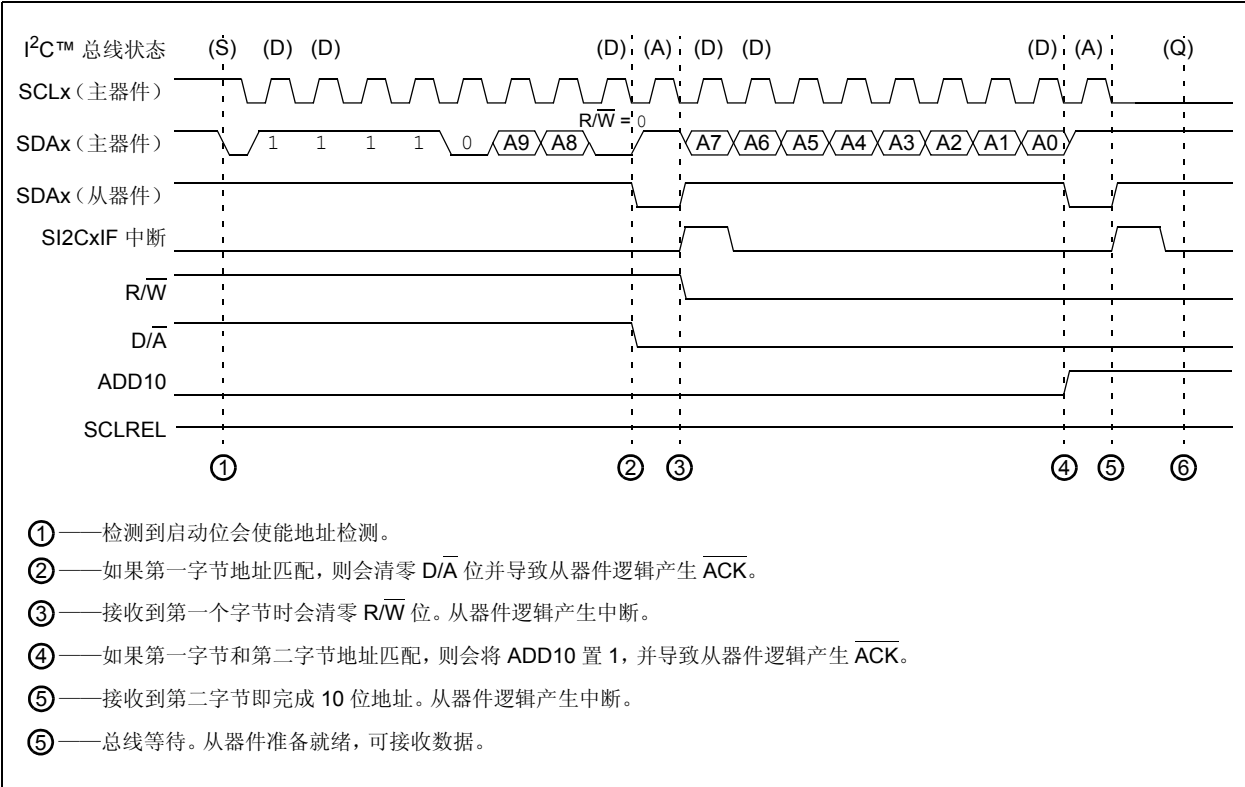 I²C™ 总线状态 (S) (D) (D) (D) (A) (D) (D) (D) (A) (Q)
SCLx（主器件）
R/W̅ = 0
SDAx（主器件） 1 1 1 1 0 A9 A8 A7 A6 A5 A4 A3 A2 A1 A0
SDAx（从器件）
SI2CxIF 中断
R/W̅
D/A̅
ADD10
SCLREL
① ② ③ ④ ⑤ ⑥
①——检测到启动位会使能地址检测。
②——如果第一字节地址匹配，则会清零 D/A̅ 位并导致从器件逻辑产生 A̅C̅K̅。
③——接收到第一个字节时会清零 R/W̅ 位。从器件逻辑产生中断。
④——如果第一字节和第二字节地址匹配，则会将 ADD10 置 1，并导致从器件逻辑产生 A̅C̅K̅。
⑤——接收到第二字节即完成 10 位地址。从器件逻辑产生中断。
⑤——总线等待。从器件准备就绪，可接收数据。